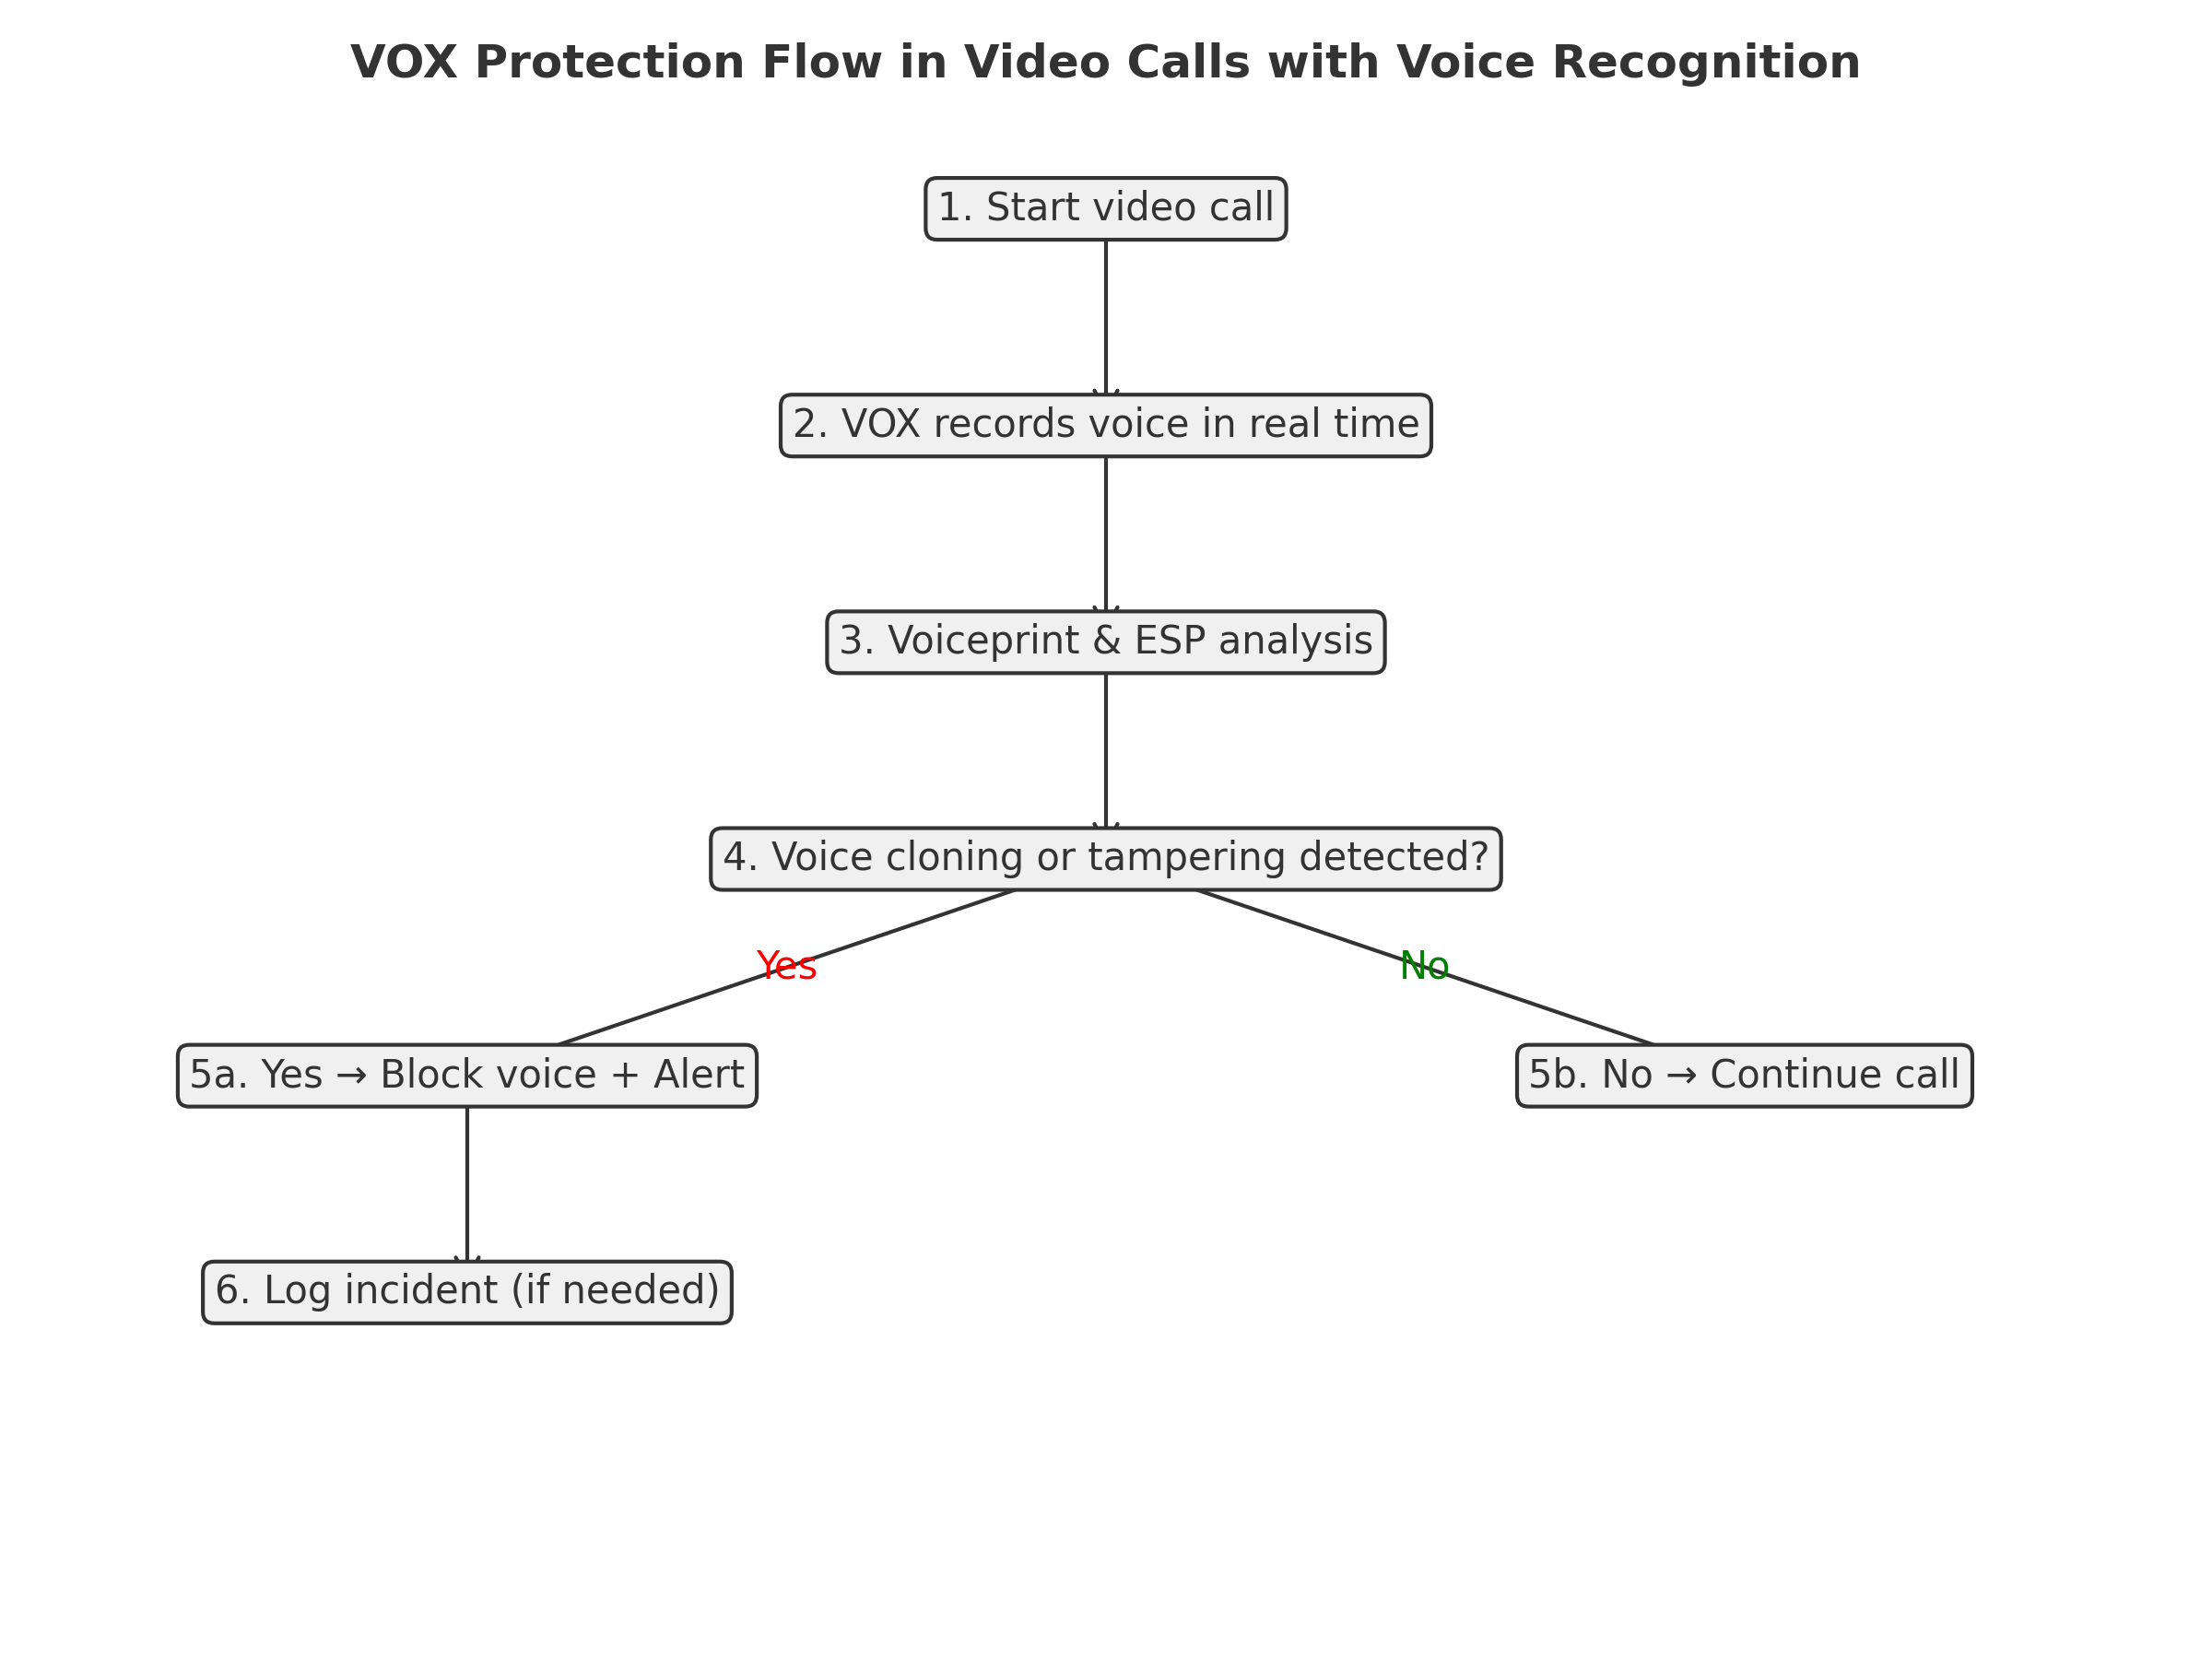 VOX Protection Flow in Video Calls with Voice Recognition
1. Start video call
2. VOX records voice in real time
3. Voiceprint & ESP analysis
4. Voice cloning or tampering detected?
Yes
No
5a. Yes → Block voice + Alert
5b. No → Continue call
6. Log incident (if needed)